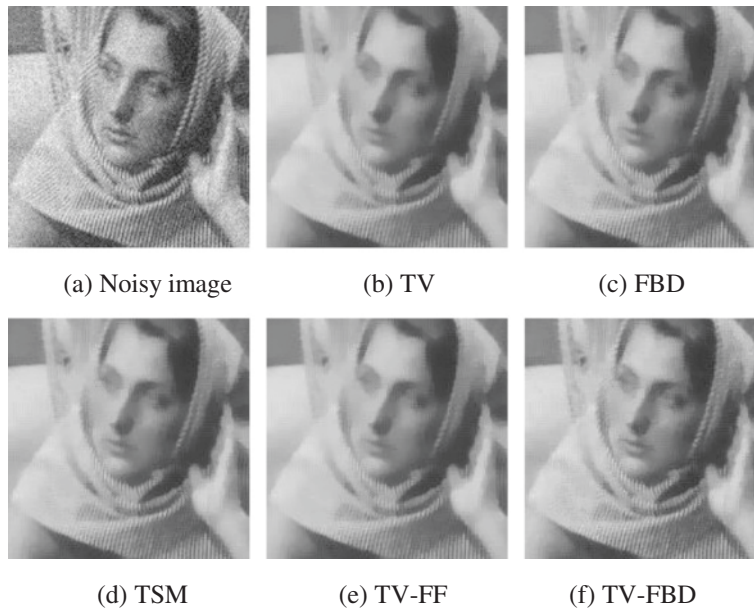 (a) Noisy image
(b) TV
(c) FBD
(d) TSM
(e) TV-FF
(f) TV-FBD